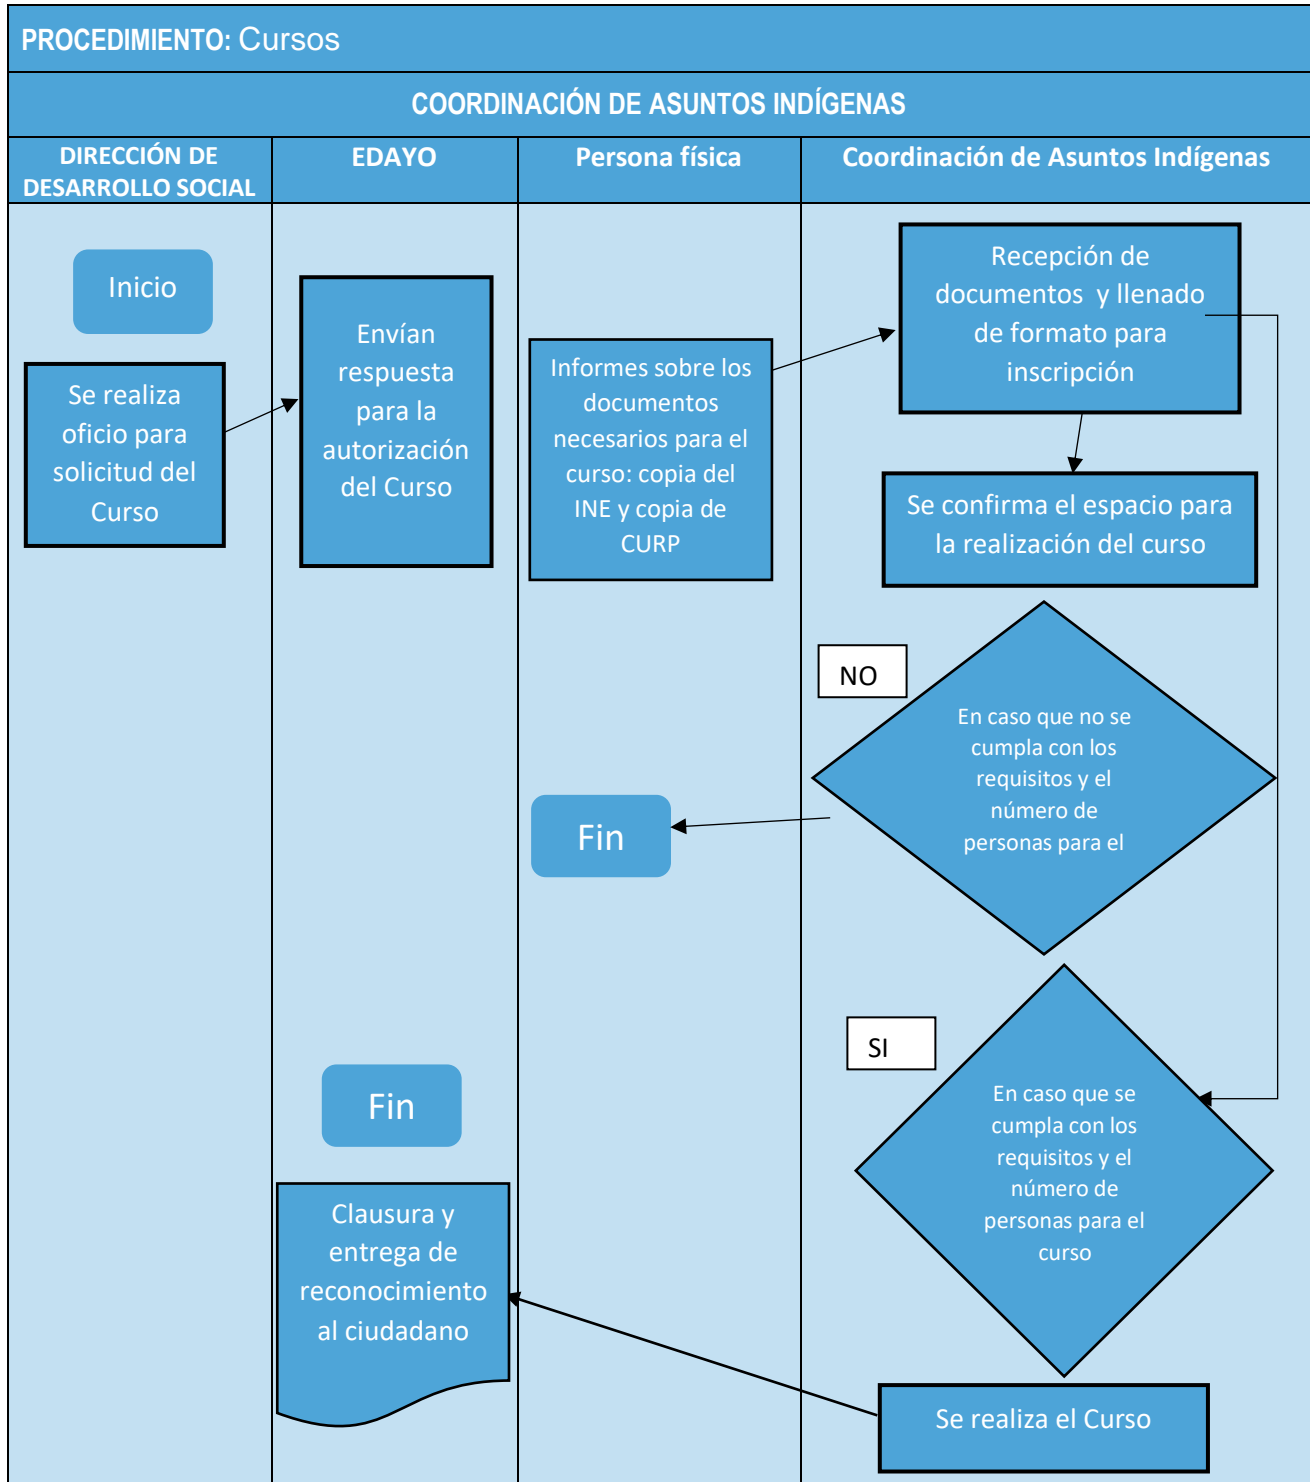 PROCEDIMIENTO: Cursos
COORDINACIÓN DE ASUNTOS INDÍGENAS
DIRECCIÓN DE
DESARROLLO SOCIAL
EDAYO
Persona física
Coordinación de Asuntos Indígenas
Inicio
Se realiza
oficio para
solicitud del
Curso
Envían
respuesta
para la
autorización
del Curso
Informes sobre los
documentos
necesarios para el
curso: copia del
INE y copia de
CURP
Recepción de
documentos y llenado
de formato para
inscripción
Se confirma el espacio para
la realización del curso
NO
En caso que no se
cumpla con los
requisitos y el
número de
personas para el
Fin
SI
En caso que se
cumpla con los
requisitos y el
número de
personas para el
curso
Fin
Clausura y
entrega de
reconocimiento
al ciudadano
Se realiza el Curso